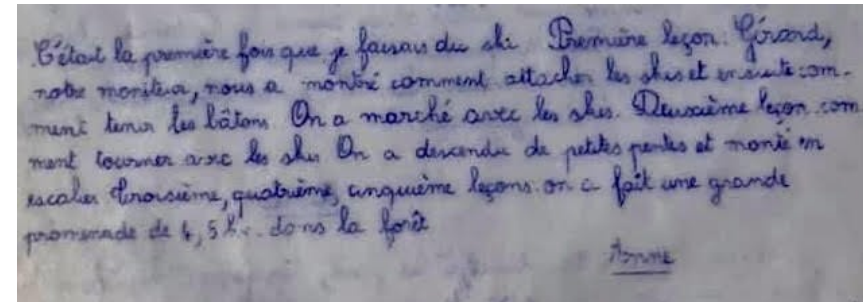 C'était la première fois que je faisais du ski. Première leçon: Gérard,
notre moniteur, nous a montré comment attacher les skis et ensuite com-
ment tenir les bâtons. On a marché avec les skis. Deuxième leçon: com
ment tourner avec les skis. On a descendu de petites pentes et monté en
escalier. Troisième, quatrième, cinquième leçons: on a fait une grande
promenade de 4,5 dans la forêt
Anne